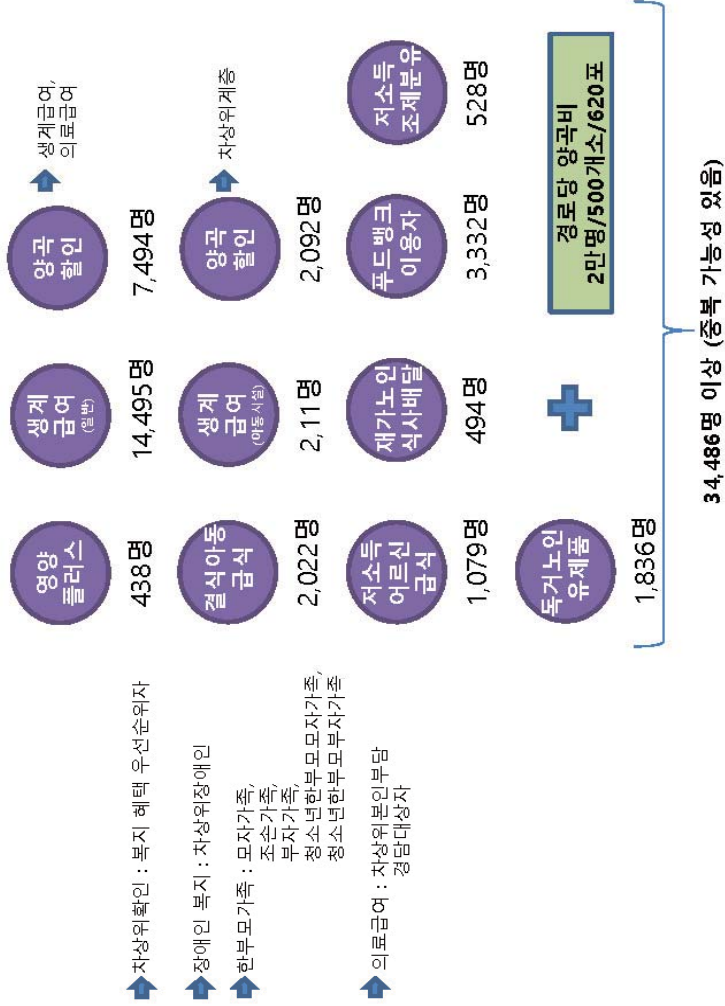 차상위확인 : 복지 혜택 우선순위자
장애인 복지 : 차상위장애인
한부모가족 : 모자가족,
조손가족,
부자가족,
청소년한부모모자가족,
청소년한부모부자가족
의료급여 : 차상위본인부담
경담대상자
영양
플러스
438명
생계
급여
(일반)
14,495명
양곡
할인
7,494명
생계급여,
의료급여
결식아동
급식
2,022명
생계
급여
(아동시설)
2,11명
양곡
할인
2,092명
차상위계층
저소득
어르신
급식
1,079명
재가노인
식사배달
494명
푸드뱅크
이용자
3,332명
저소득
조제분유
528명
독거노인
유제품
1,836명
경로당 양곡비
2만명/500개소/620포
34,486명 이상 (중복 가능성 있음)